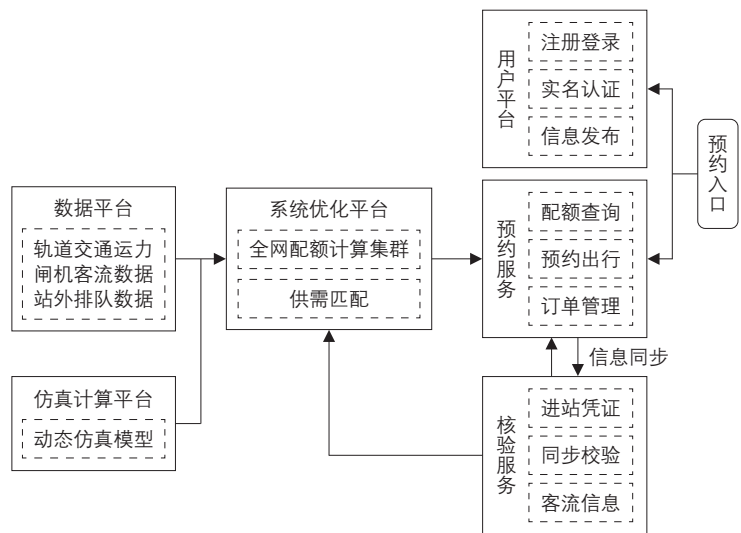 用户平台
注册登录
实名认证
信息发布
预约入口
数据平台
轨道交通运力
闸机客流数据
站外排队数据
系统优化平台
全网配额计算集群
供需匹配
预约服务
配额查询
预约出行
订单管理
信息同步
仿真计算平台
动态仿真模型
核验服务
进站凭证
同步校验
客流信息